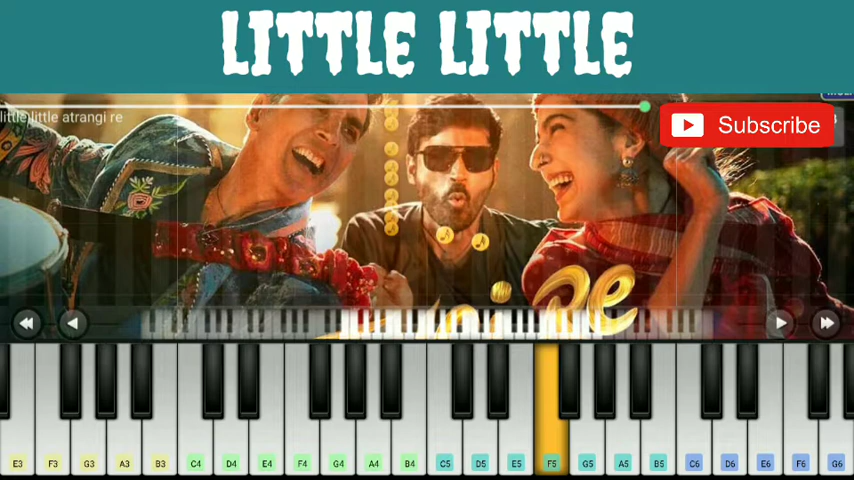 LITTLE LITTLE
little little atrangi re
Subscribe
Re
E3 F3 G3 A3 B3 C4 D4 E4 F4 G4 A4 B4 C5 D5 E5 F5 G5 A5 B5 C6 D6 E6 F6 G6